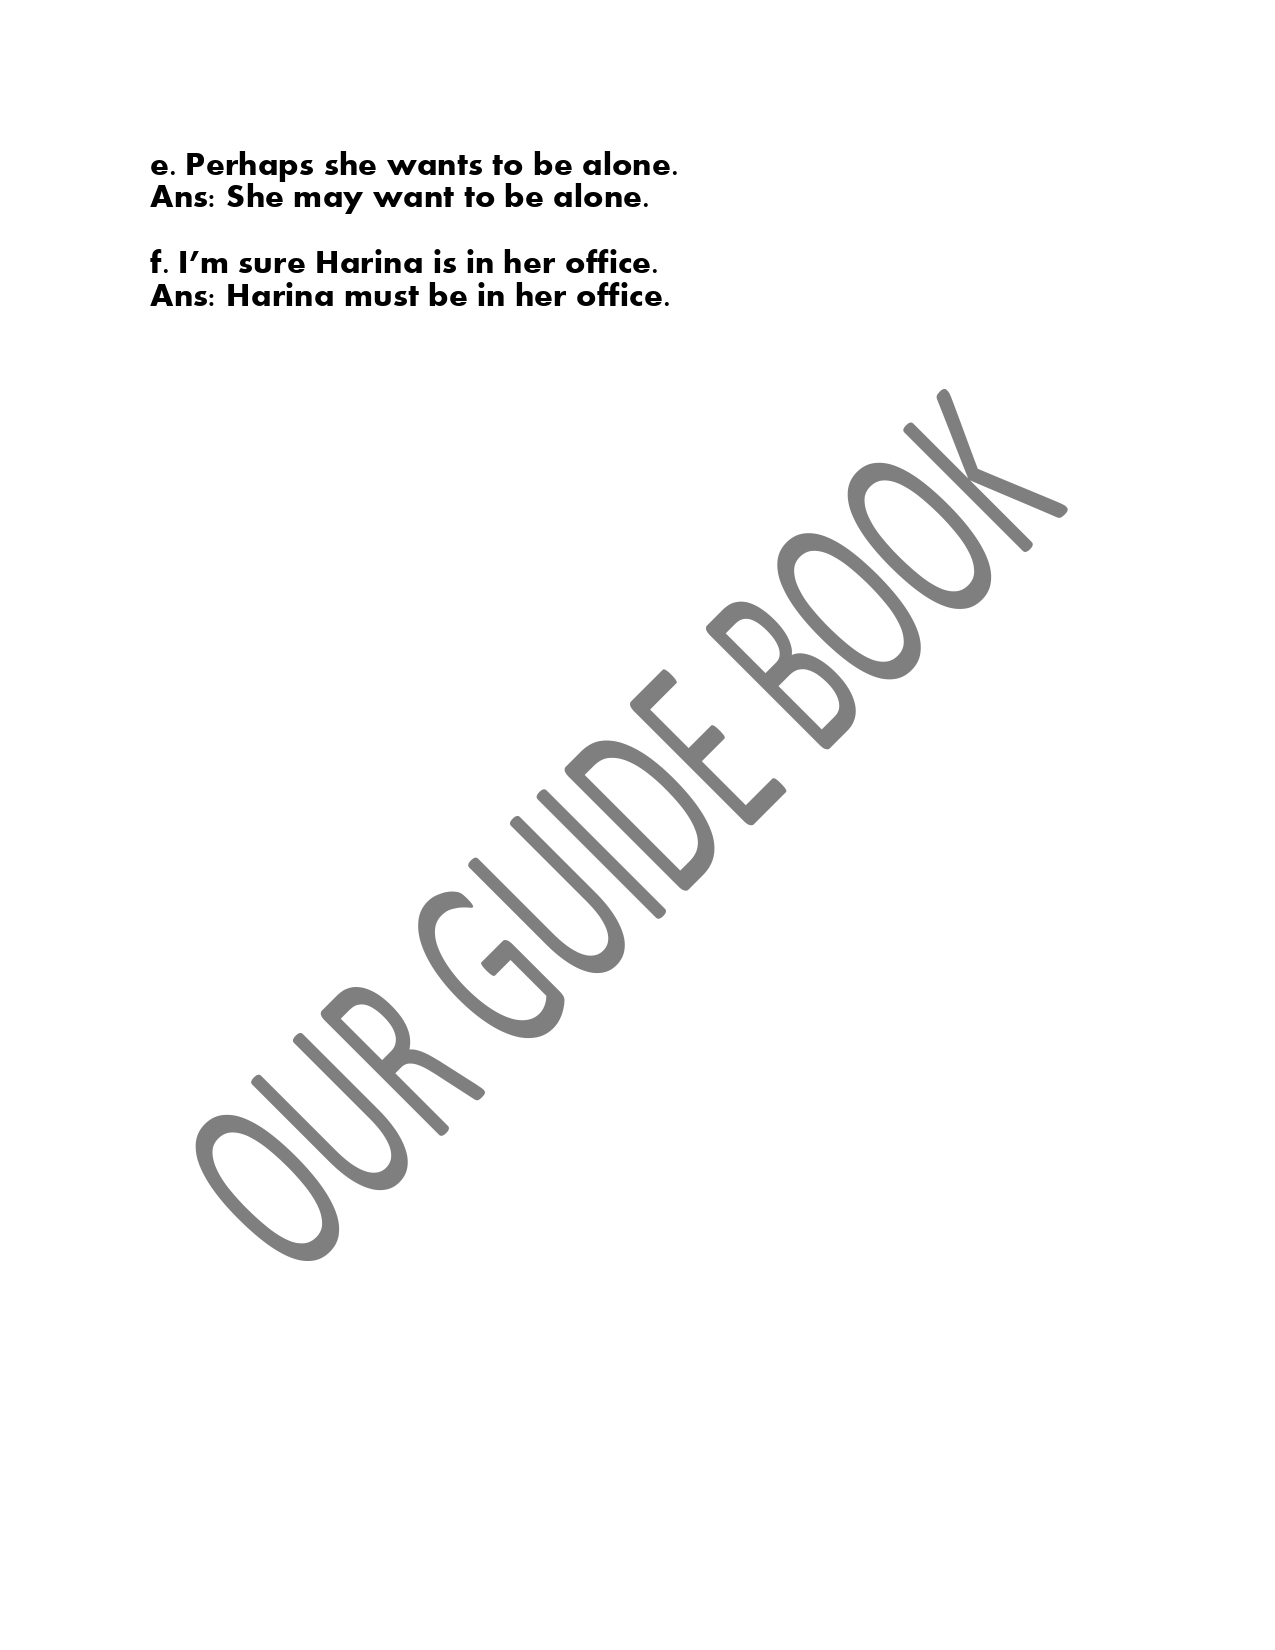 e. Perhaps she wants to be alone.
Ans: She may want to be alone.
f. I’m sure Harina is in her office.
Ans: Harina must be in her office.
OUR GUIDE BOOK